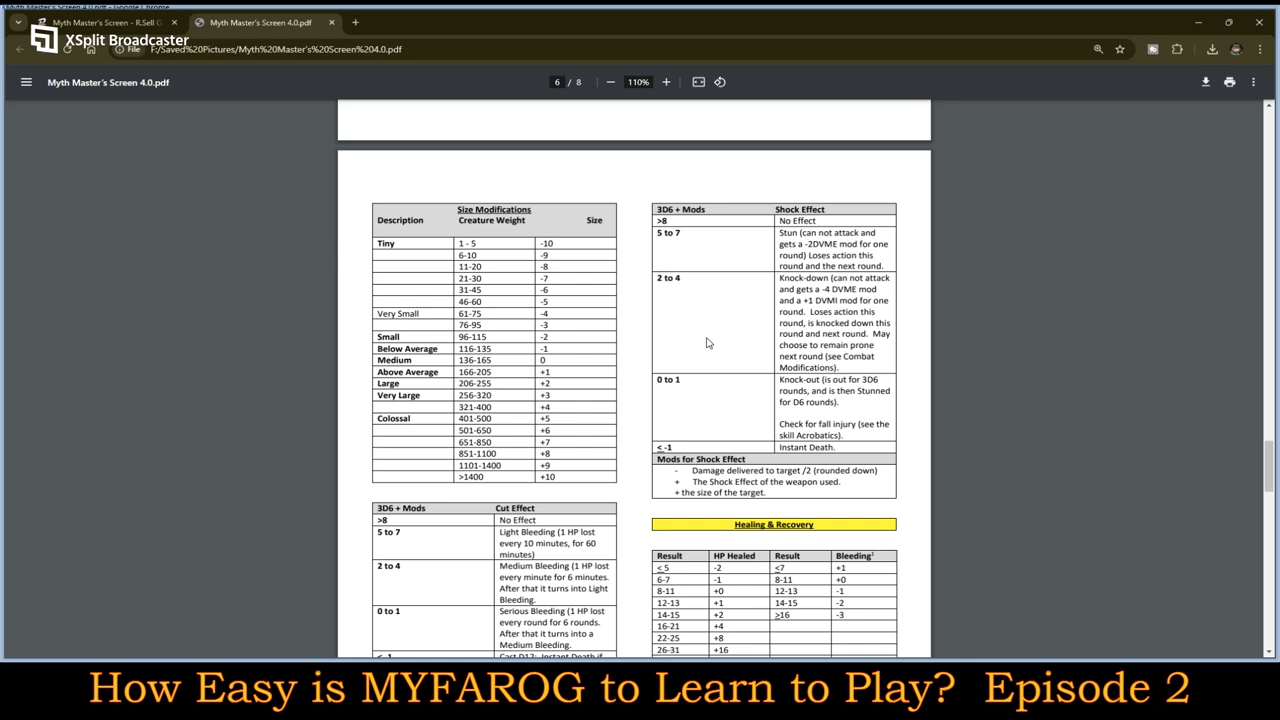 Myth Master's Screen - R.Sell G
Myth Master's Screen 4.0.pdf
XSplit Broadcaster
File
F:/Saved%20Pictures/Myth%20Master's%20Screen%204.0.pdf
Myth Master's Screen 4.0.pdf
6 / 8
110%
Size Modifications
Description Creature Weight Size
Tiny 1 - 5 -10
6-10 -9
11-20 -8
21-30 -7
31-45 -6
46-60 -5
Very Small 61-75 -4
76-95 -3
Small 96-115 -2
Below Average 116-135 -1
Medium 136-165 0
Above Average 166-205 +1
Large 206-255 +2
Very Large 256-320 +3
321-400 +4
Colossal 401-500 +5
501-650 +6
651-850 +7
851-1100 +8
1101-1400 +9
>1400 +10
3D6 + Mods Cut Effect
>8 No Effect
5 to 7 Light Bleeding (1 HP lost
every 10 minutes, for 60
minutes)
2 to 4 Medium Bleeding (1 HP lost
every minute for 6 minutes.
After that it turns into Light
Bleeding.
0 to 1 Serious Bleeding (1 HP lost
every round for 6 rounds.
After that it turns into a
Medium Bleeding.
< -1 Cast D12: Instant Death if
3D6 + Mods Shock Effect
>8 No Effect
5 to 7 Stun (can not attack and
gets a -2DVME mod for one
round) Loses action this
round and the next round.
2 to 4 Knock-down (can not attack
and gets a -4 DVME mod
and a +1 DVMI mod for one
round. Loses action this
round, is knocked down this
round and next round. May
choose to remain prone
next round (see Combat
Modifications).
0 to 1 Knock-out (is out for 3D6
rounds, and is then Stunned
for D6 rounds).
Check for fall injury (see the
skill Acrobatics).
< -1 Instant Death.
Mods for Shock Effect
- Damage delivered to target /2 (rounded down)
+ The Shock Effect of the weapon used.
+ the size of the target.
Healing & Recovery
Result HP Healed Result Bleeding¹
< 5 -2 <7 +1
6-7 -1 8-11 +0
8-11 +0 12-13 -1
12-13 +1 14-15 -2
14-15 +2 >16 -3
16-21 +4
22-25 +8
26-31 +16
How Easy is MYFAROG to Learn to Play? Episode 2